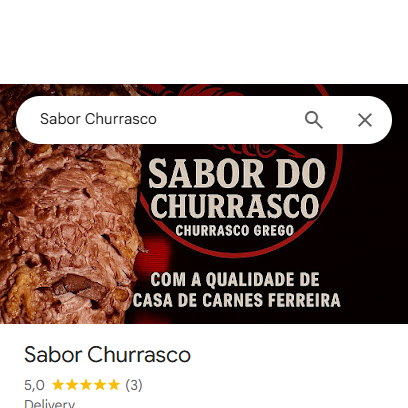 Sabor Churrasco
SABOR DO
CHURRASCO
CHURRASCO GREGO
COM A QUALIDADE DE
CASA DE CARNES FERREIRA
Sabor Churrasco
5,0 ★★★★★ (3)
Delivery